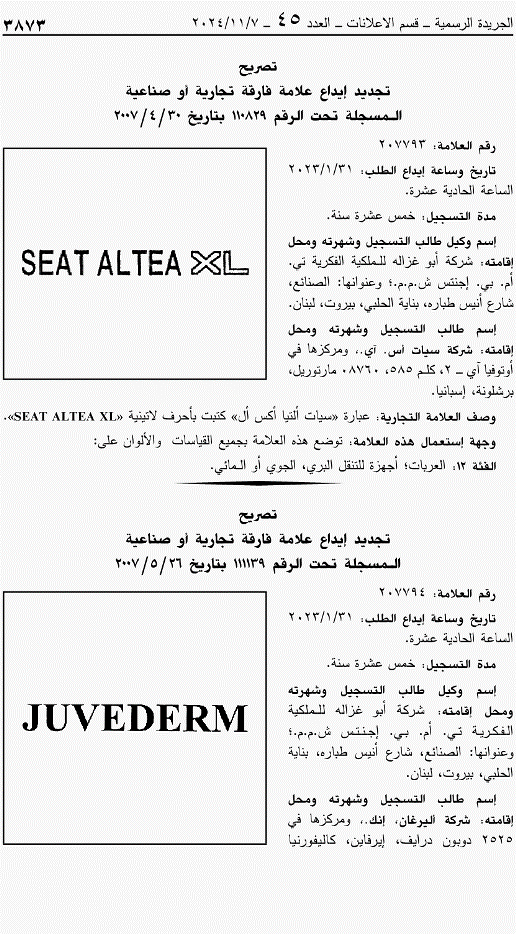 الجريدة الرسمية ــ قسم الاعلانات ــ العدد ٤٥ ــ ٢٠٢٤/١١/٧
٣٨٧٣
تصريح
تجديد إيداع علامة فارقة تجارية أو صناعية
المسجلة تحت الرقم ١١٠٨٢٩ بتاريخ ٢٠٠٧/٤/٣٠
رقم العلامة: ٢٠٧٧٩٣
تاريخ وساعة إيداع الطلب: ٢٠٢٣/١/٣١
الساعة الحادية عشرة.
مدة التسجيل: خمس عشرة سنة.
إسم وكيل طالب التسجيل وشهرته ومحل
إقامته: شركة أبو غزاله للملكية الفكرية تي.
أم. بي. إجنتس ش.م.م.؛ وعنوانها: الصنائع،
شارع أنيس طباره، بناية الحلبي، بيروت، لبنان.
إسم طالب التسجيل وشهرته ومحل
إقامته: شركة سيات أس. آي.، ومركزها في
أوتوفيا آي ــ ٢، كلم ٥٨٥، ٠٨٧٦٠ مارتوريل،
برشلونة، إسبانيا.
SEAT ALTEA XL
وصف العلامة التجارية: عبارة «سيات ألتيا أكس أل» كتبت بأحرف لاتينية «SEAT ALTEA XL».
وجهة إستعمال هذه العلامة: توضع هذه العلامة بجميع القياسات والألوان على:
الفئة ١٢: العربات؛ أجهزة للتنقل البري، الجوي أو المائي.
تصريح
تجديد إيداع علامة فارقة تجارية أو صناعية
المسجلة تحت الرقم ١١١١٣٩ بتاريخ ٢٠٠٧/٥/٢٦
رقم العلامة: ٢٠٧٧٩٤
تاريخ وساعة إيداع الطلب: ٢٠٢٣/١/٣١
الساعة الحادية عشرة.
مدة التسجيل: خمس عشرة سنة.
إسم وكيل طالب التسجيل وشهرته
ومحل إقامته: شركة أبو غزاله للملكية
الفكرية تي. أم. بي. إجنتس ش.م.م.؛
وعنوانها: الصنائع، شارع أنيس طباره، بناية
الحلبي، بيروت، لبنان.
إسم طالب التسجيل وشهرته ومحل
إقامته: شركة أليرغان، إنك.، ومركزها في
٢٥٢٥ دوبون درايف، إيرفاين، كاليفورنيا
JUVEDERM